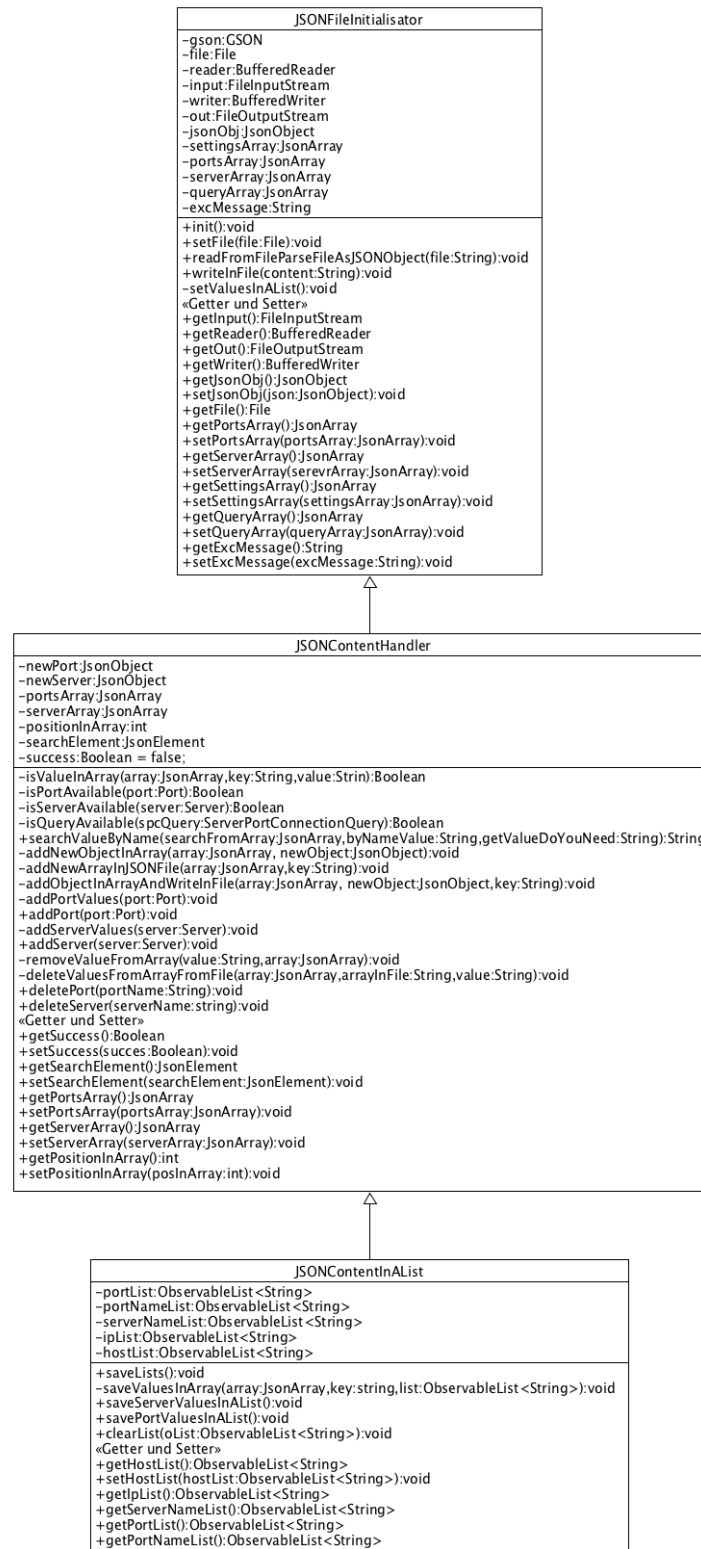 JSONFileInitialisator
-gson:GSON
-file:File
-reader:BufferedReader
-input:FileInputStream
-writer:BufferedWriter
-out:FileOutputStream
-jsonObj:JsonObject
-settingsArray:JsonArray
-portsArray:JsonArray
-serverArray:JsonArray
-queryArray:JsonArray
-excMessage:String
+init():void
+setFile(file:File):void
+readFromFileParseFileAsJSONObject(file:String):void
+writeInFile(content:String):void
-setValuesInAList():void
«Getter und Setter»
+getInput():FileInputStream
+getReader():BufferedReader
+getOut():FileOutputStream
+getWriter():BufferedWriter
+getJsonObj():JsonObject
+setJsonObj(json:JsonObject):void
+getFile():File
+getPortsArray():JsonArray
+setPortsArray(portsArray:JsonArray):void
+getServerArray():JsonArray
+setServerArray(serevrArray:JsonArray):void
+getSettingsArray():JsonArray
+setSettingsArray(settingsArray:JsonArray):void
+getQueryArray():JsonArray
+setQueryArray(queryArray:JsonArray):void
+getExcMessage():String
+setExcMessage(excMessage:String):void
JSONContentHandler
-newPort:JsonObject
-newServer:JsonObject
-portsArray:JsonArray
-serverArray:JsonArray
-positionInArray:int
-searchElement:JsonElement
-success:Boolean = false;
-isValueInArray(array:JsonArray,key:String,value:Strin):Boolean
-isPortAvailable(port:Port):Boolean
-isServerAvailable(server:Server):Boolean
-isQueryAvailable(spcQuery:ServerPortConnectionQuery):Boolean
+searchValueByName(searchFromArray:JsonArray,byNameValue:String,getValueDoYouNeed:String):String
-addNewObjectInArray(array:JsonArray, newObject:JsonObject):void
-addNewArrayInJSONFile(array:JsonArray,key:String):void
-addObjectInArrayAndWriteInFile(array:JsonArray, newObject:JsonObject,key:String):void
-addPortValues(port:Port):void
+addPort(port:Port):void
-addServerValues(server:Server):void
+addServer(server:Server):void
-removeValueFromArray(value:String,array:JsonArray):void
-deleteValuesFromArrayFromFile(array:JsonArray,arrayInFile:String,value:String):void
+deletePort(portName:String):void
+deleteServer(serverName:string):void
«Getter und Setter»
+getSuccess():Boolean
+setSuccess(succes:Boolean):void
+getSearchElement():JsonElement
+setSearchElement(searchElement:JsonElement):void
+getPortsArray():JsonArray
+setPortsArray(portsArray:JsonArray):void
+getServerArray():JsonArray
+setServerArray(serverArray:JsonArray):void
+getPositionInArray():int
+setPositionInArray(posInArray:int):void
JSONContentInAList
-portList:ObservableList<String>
-portNameList:ObservableList<String>
-serverNameList:ObservableList<String>
-ipList:ObservableList<String>
-hostList:ObservableList<String>
+saveLists():void
-saveValuesInArray(array:JsonArray,key:string,list:ObservableList<String>):void
+saveServerValuesInAList():void
+savePortValuesInAList():void
+clearList(oList:ObservableList<String>):void
«Getter und Setter»
+getHostList():ObservableList<String>
+setHostList(hostList:ObservableList<String>):void
+getIpList():ObservableList<String>
+getServerNameList():ObservableList<String>
+getPortList():ObservableList<String>
+getPortNameList():ObservableList<String>